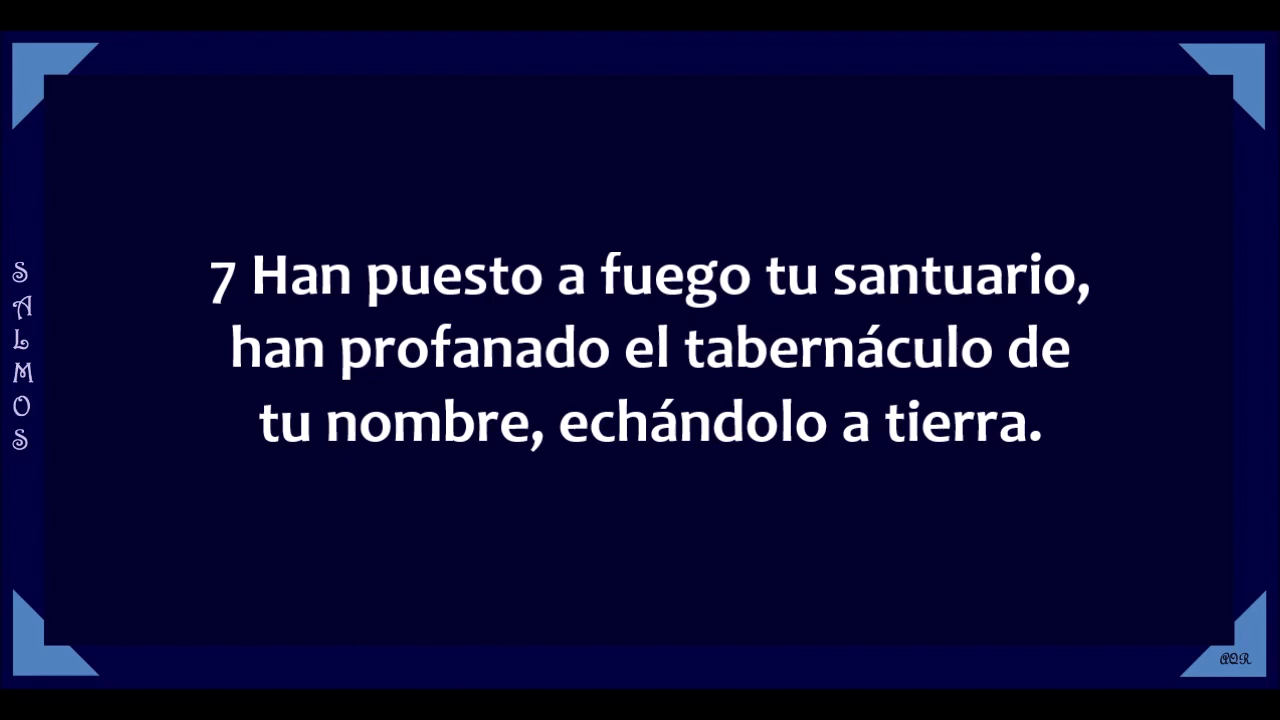 SALMOS
7 Han puesto a fuego tu santuario,
han profanado el tabernáculo de
tu nombre, echándolo a tierra.